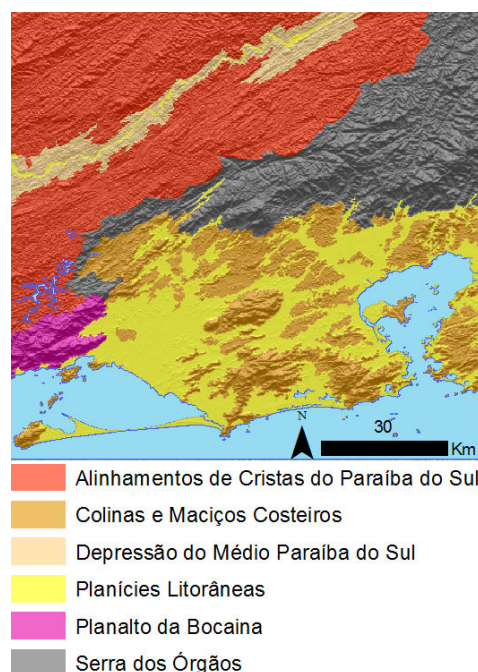 N
30
Km
Alinhamentos de Cristas do Paraíba do Sul
Colinas e Maciços Costeiros
Depressão do Médio Paraíba do Sul
Planícies Litorâneas
Planalto da Bocaina
Serra dos Órgãos